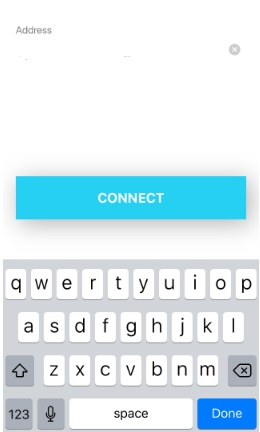 Address
CONNECT
q w e r t y u i o p
a s d f g h j k l
z x c v b n m
123 space Done